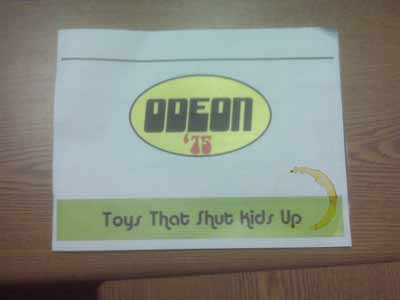 ODEON
'75
Toys That Shut Kids Up